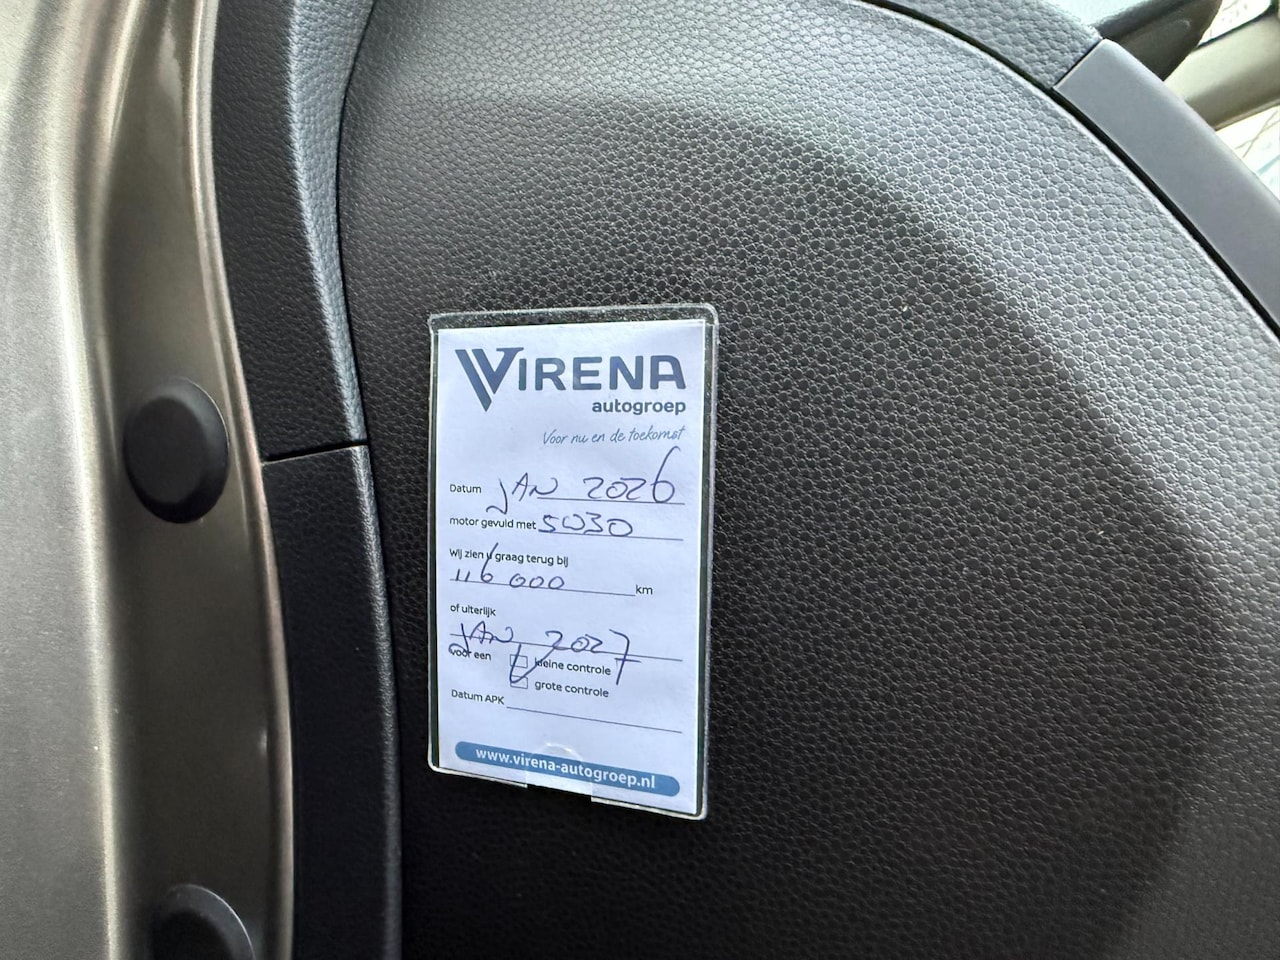 VIRENA
autogroep
Voor nu en de toekomst
Datum JAN 2026
motor gevuld met 5W30
Wij zien u graag terug bij
116 000 km
of uiterlijk
JAN 2027
voor een kleine controle
grote controle
Datum APK
www.virena-autogroep.nl